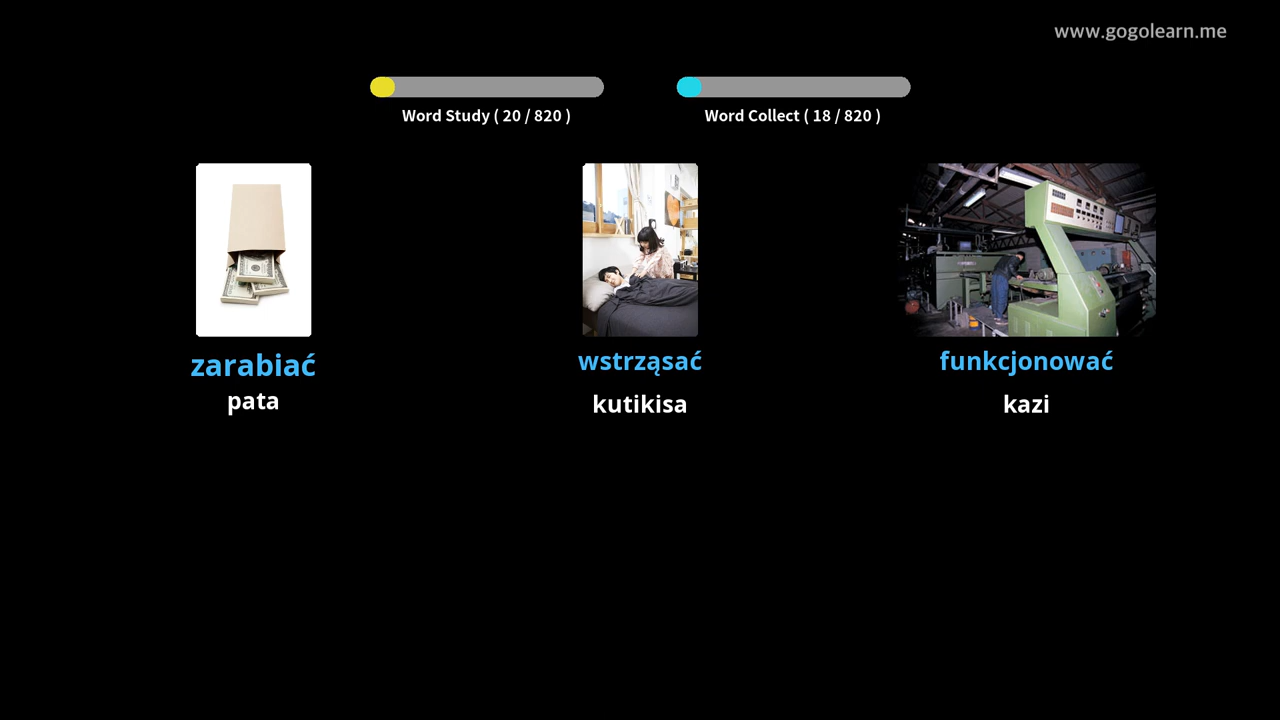 www.gogolearn.me
Word Study ( 20 / 820 )
Word Collect ( 18 / 820 )
zarabiać
pata
wstrząsać
kutikisa
funkcjonować
kazi